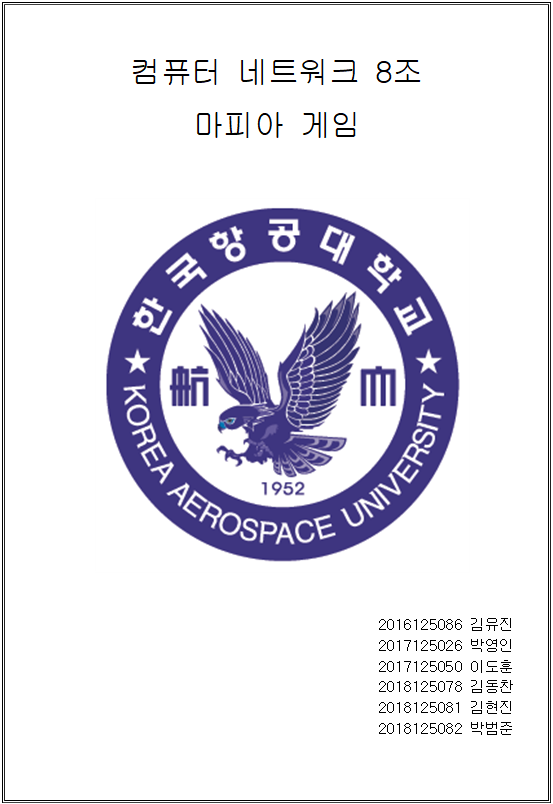 컴퓨터 네트워크 8조
마피아 게임
한국항공대학교
航 大
1952
★ KOREA AEROSPACE UNIVERSITY ★
2016125086 김유진
2017125026 박영인
2017125050 이도훈
2018125078 김동찬
2018125081 김현진
2018125082 박범준